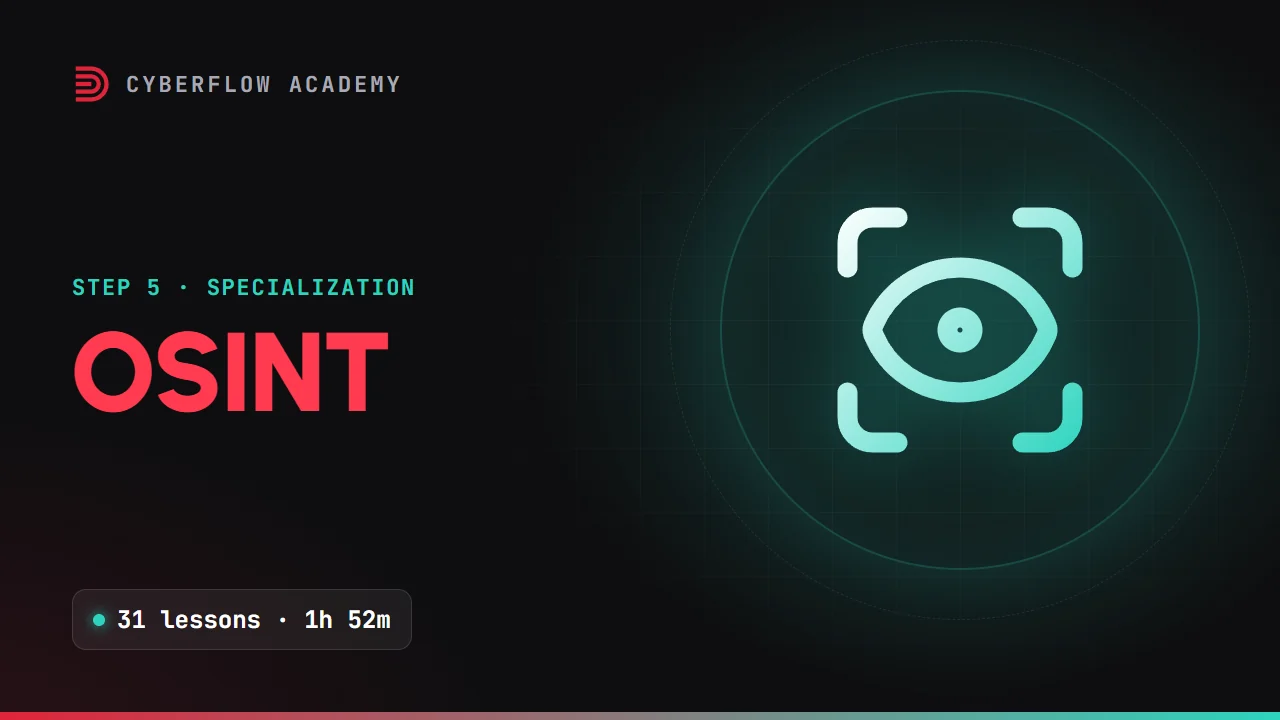 CYBERFLOW ACADEMY
STEP 5 · SPECIALIZATION
OSINT
31 lessons · 1h 52m